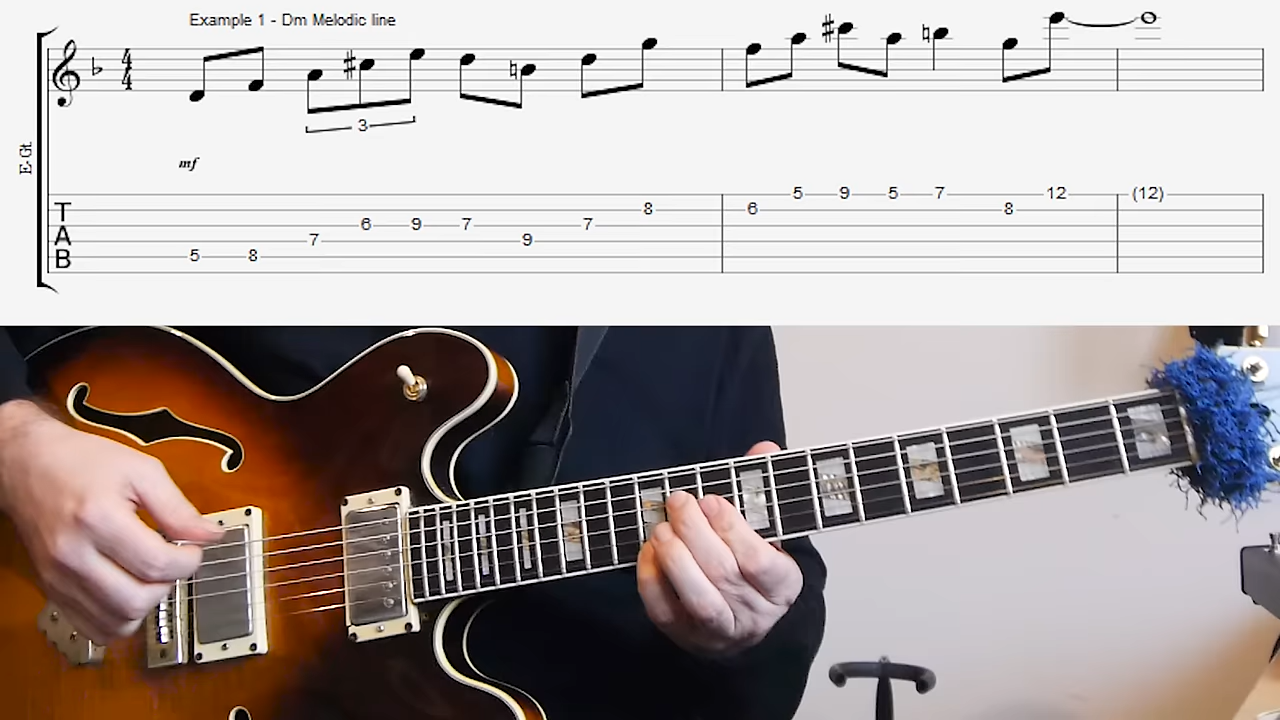 Example 1 - Dm Melodic line
4
4
3
E-Gt
mf
5 9 5 7 12 (12)
T 8 6 8
6 9 7 7
A 7 9
B 5 8